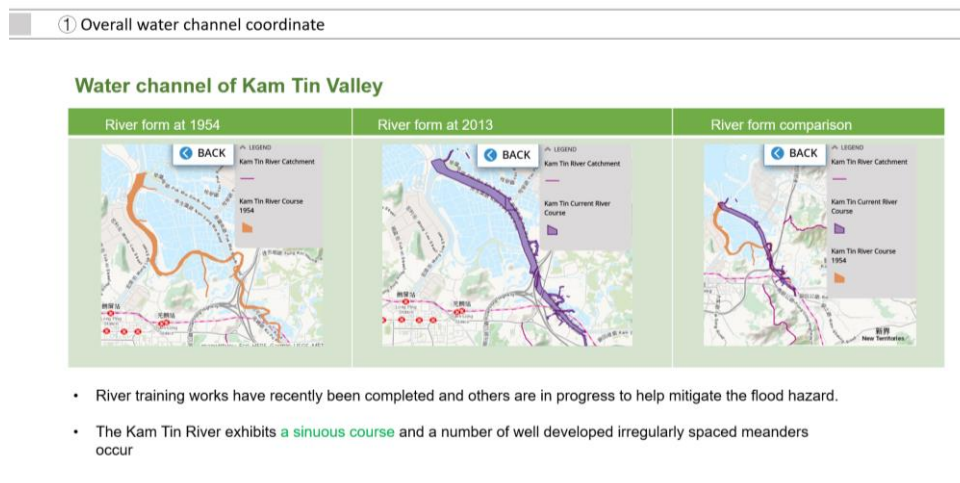 ① Overall water channel coordinate
Water channel of Kam Tin Valley
River form at 1954
River form at 2013
River form comparison
BACK
LEGEND
Kam Tin River Catchment
Kam Tin River Course
1954
BACK
LEGEND
Kam Tin River Catchment
Kam Tin Current River
Course
BACK
LEGEND
Kam Tin River Catchment
Kam Tin Current River
Course
Kam Tin River Course
1954
新界
New Territories
• River training works have recently been completed and others are in progress to help mitigate the flood hazard.
• The Kam Tin River exhibits a sinuous course and a number of well developed irregularly spaced meanders
occur